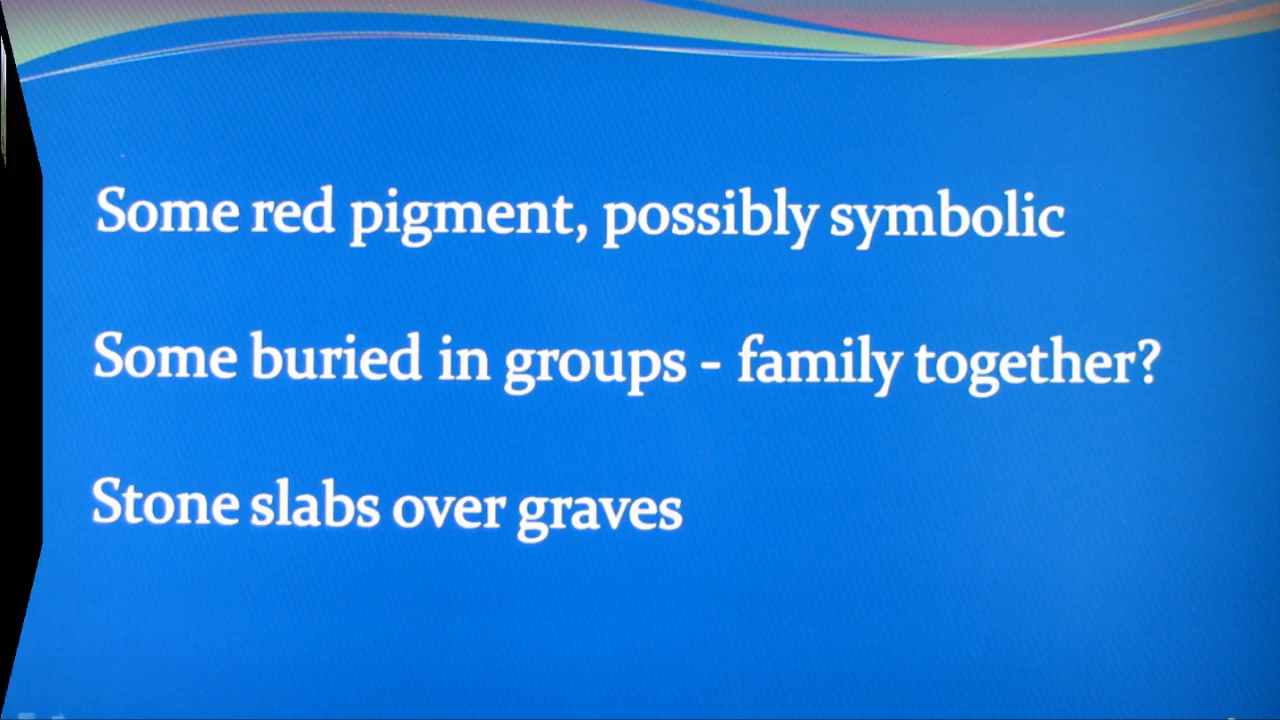 Some red pigment, possibly symbolic
Some buried in groups - family together?
Stone slabs over graves